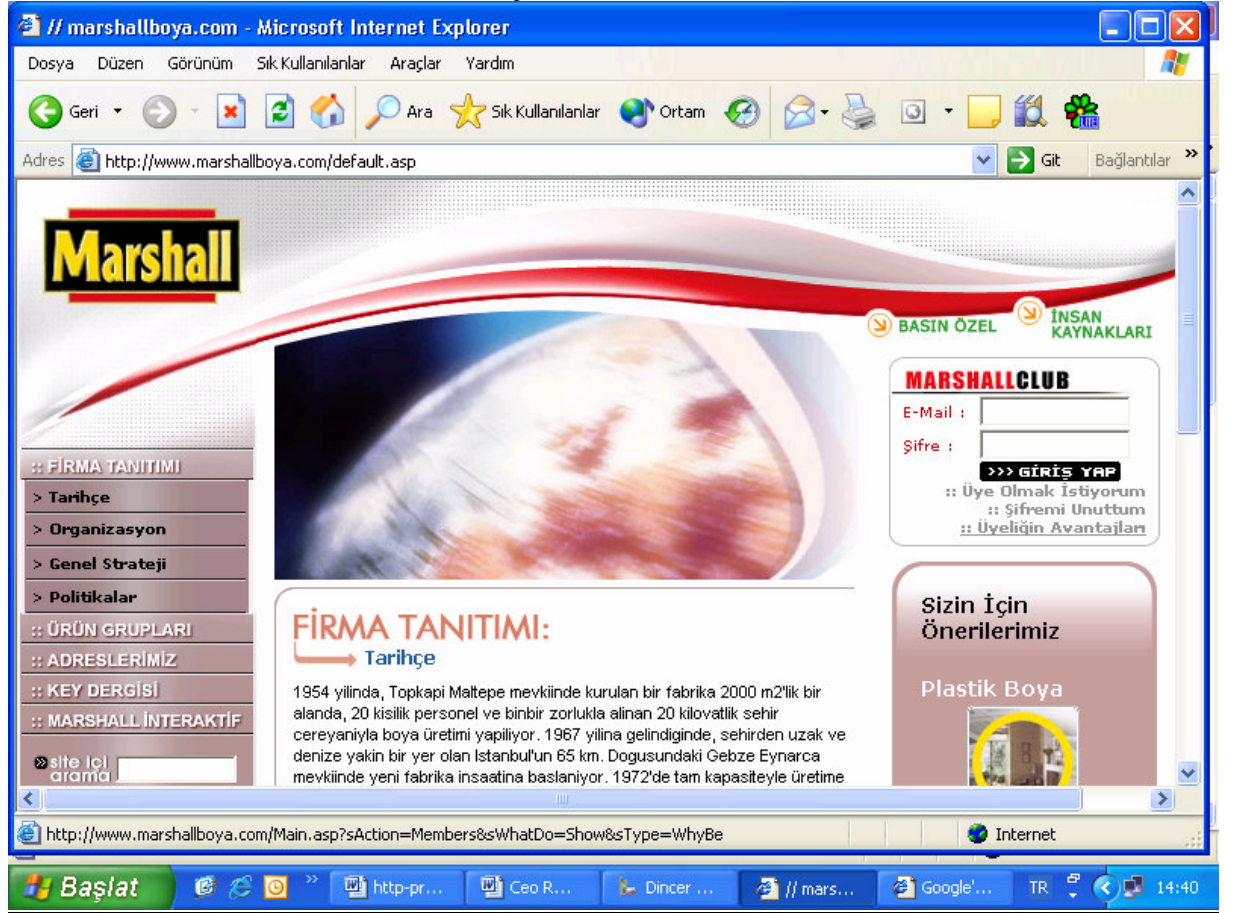 // marshallboya.com - Microsoft Internet Explorer
Dosya Düzen Görünüm Sık Kullanılanlar Araçlar Yardım
Geri Ara Sık Kullanılanlar Ortam
LITE
Adres http://www.marshallboya.com/default.asp Git Bağlantılar »
Marshall
BASIN ÖZEL
İNSAN
KAYNAKLARI
MARSHALLCLUB
E-Mail :
Şifre :
>>> GİRİŞ YAP
:: Üye Olmak İstiyorum
:: Şifremi Unuttum
:: Üyeliğin Avantajları
:: FİRMA TANITIMI
> Tarihçe
> Organizasyon
> Genel Strateji
> Politikalar
:: ÜRÜN GRUPLARI
:: ADRESLERİMİZ
:: KEY DERGİSİ
:: MARSHALL İNTERAKTİF
site içi
arama
FİRMA TANITIMI:
Tarihçe
1954 yilinda, Topkapi Maltepe mevkiinde kurulan bir fabrika 2000 m2'lik bir
alanda, 20 kisilik personel ve binbir zorlukla alinan 20 kilovatlik sehir
cereyaniyla boya üretimi yapiliyor. 1967 yilina gelindiginde, sehirden uzak ve
denize yakin bir yer olan Istanbul'un 65 km. Dogusundaki Gebze Eynarca
mevkiinde yeni fabrika insaatina baslaniyor. 1972'de tam kapasiteyle üretime
Sizin İçin
Önerilerimiz
Plastik Boya
http://www.marshallboya.com/Main.asp?sAction=Members&sWhatDo=Show&sType=WhyBe Internet
Başlat » http-pr... Ceo R... Dincer ... // mars... Google'... TR 14:40